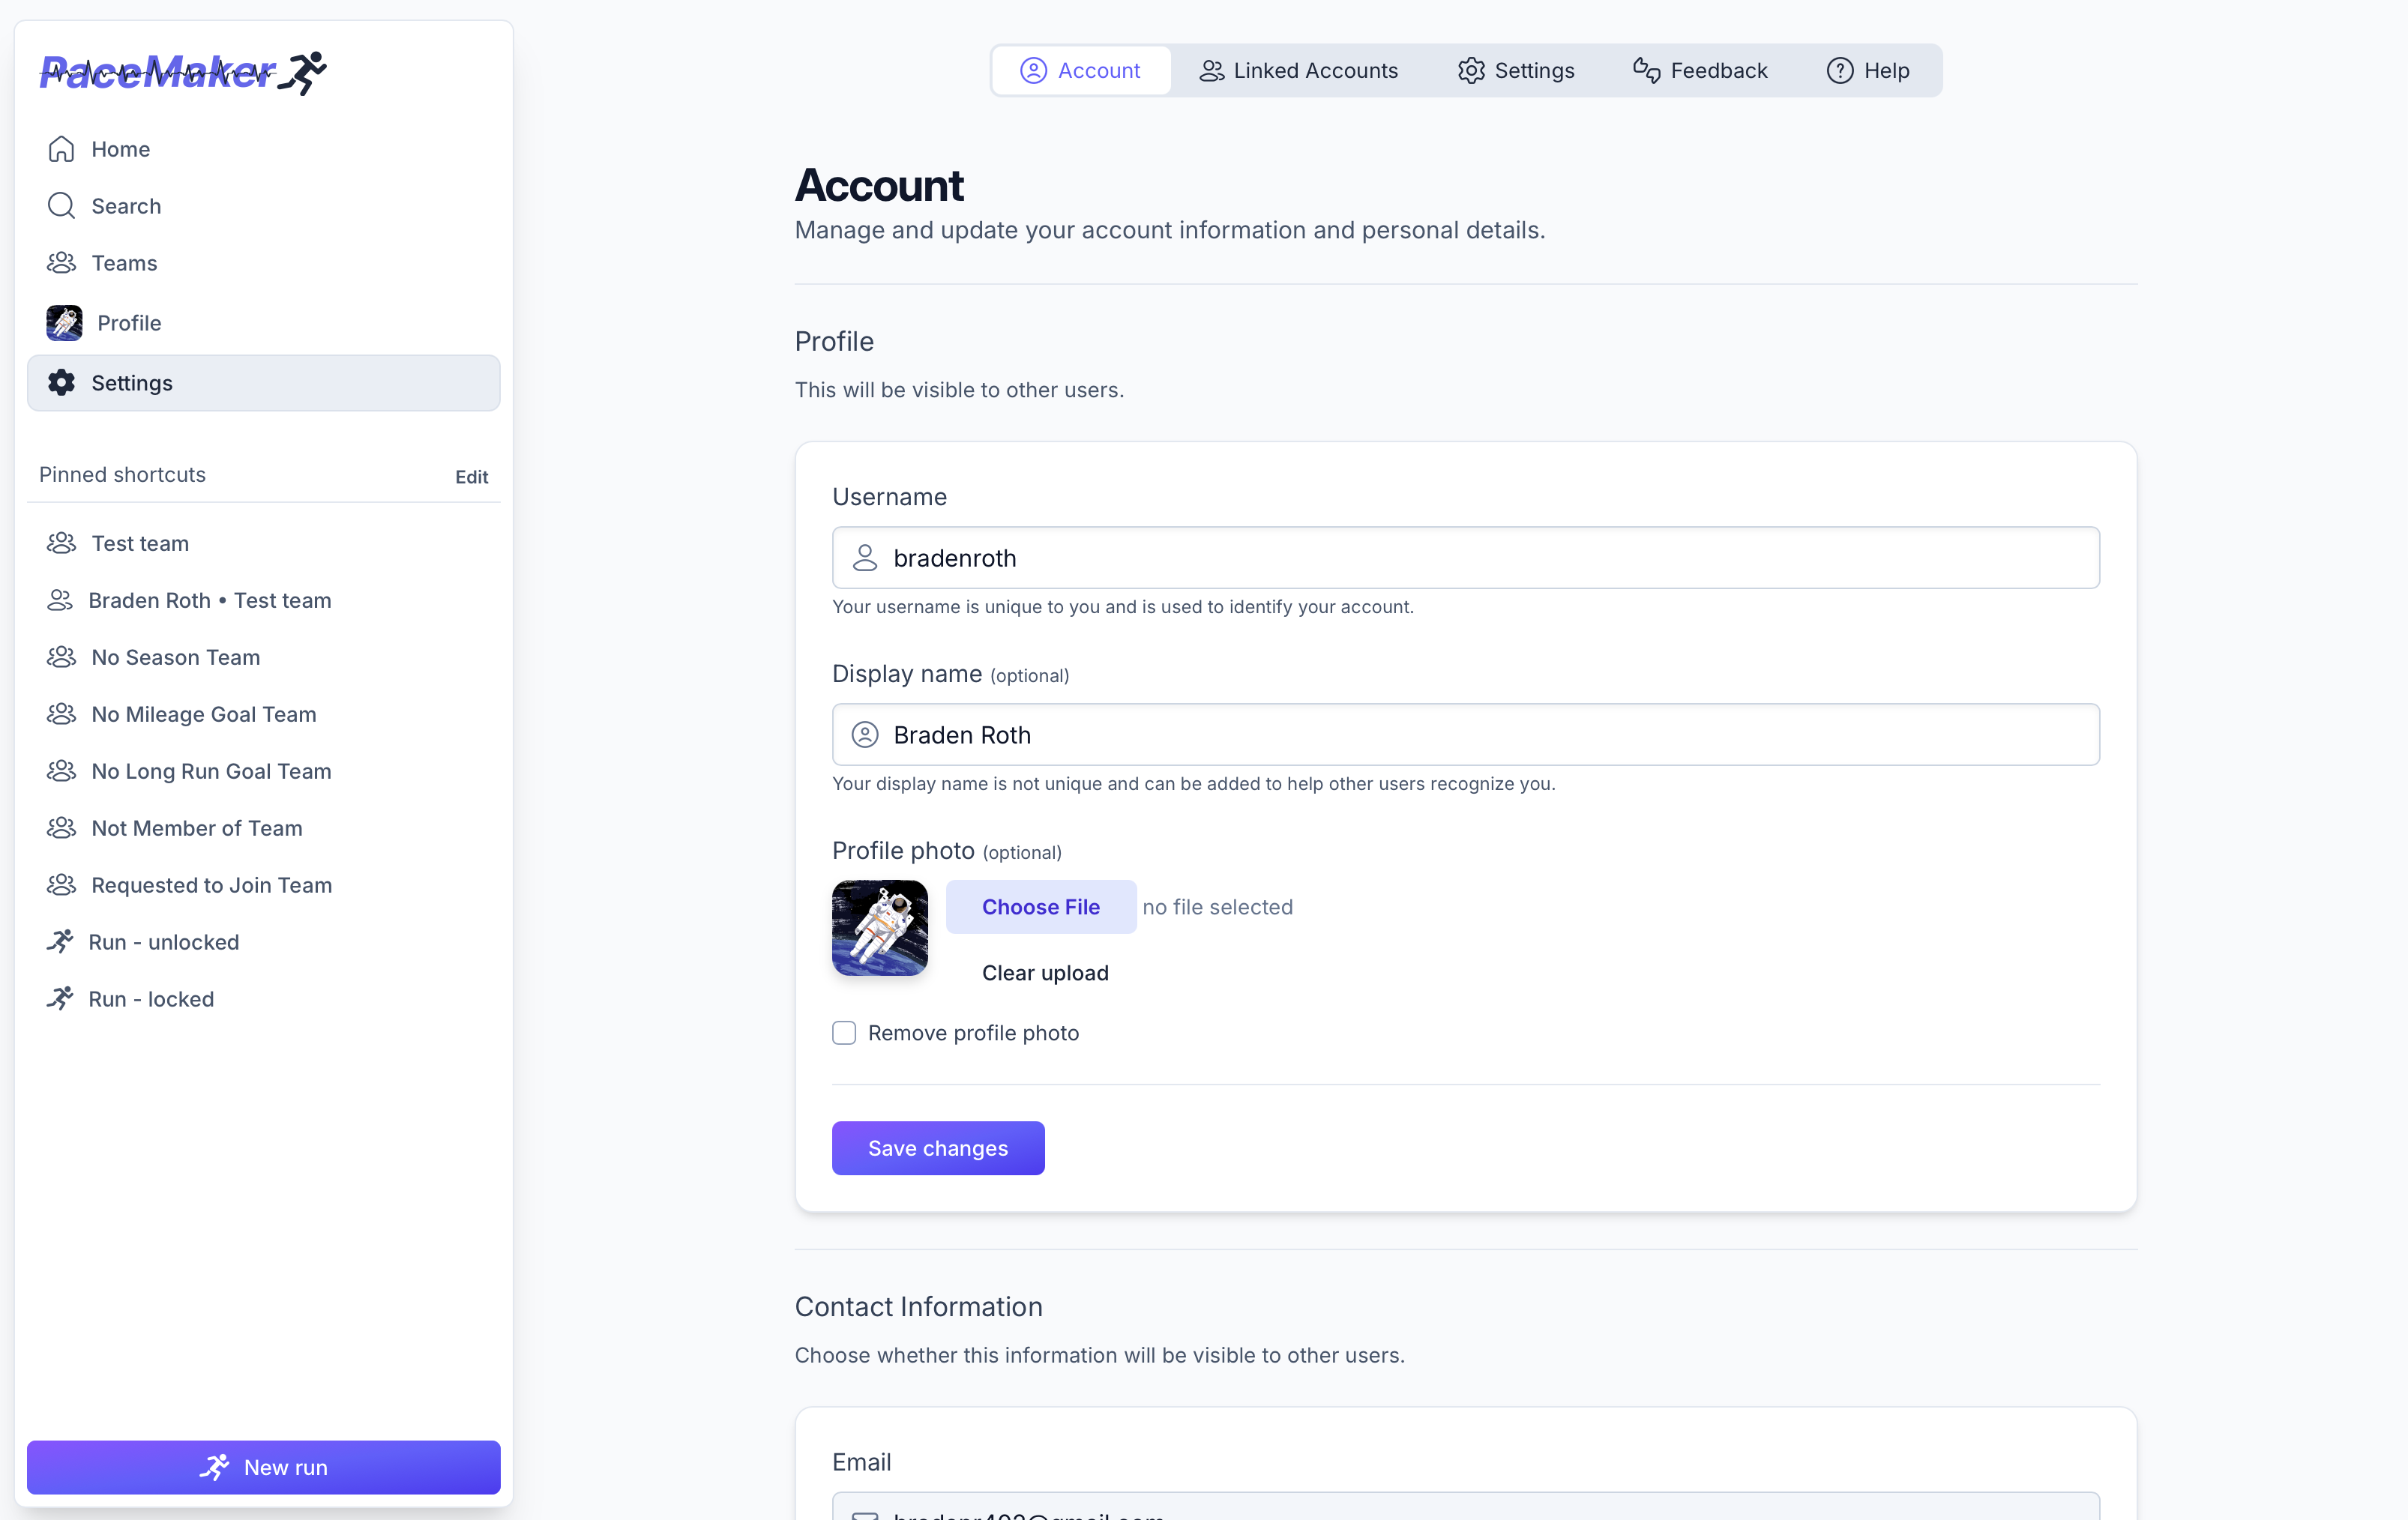 PaceMaker
Home
Search
Teams
Profile
Settings
Pinned shortcuts
Edit
Test team
Braden Roth • Test team
No Season Team
No Mileage Goal Team
No Long Run Goal Team
Not Member of Team
Requested to Join Team
Run - unlocked
Run - locked
New run
Account
Linked Accounts
Settings
Feedback
Help
Account
Manage and update your account information and personal details.
Profile
This will be visible to other users.
Username
bradenroth
Your username is unique to you and is used to identify your account.
Display name (optional)
Braden Roth
Your display name is not unique and can be added to help other users recognize you.
Profile photo (optional)
Choose File no file selected
Clear upload
Remove profile photo
Save changes
Contact Information
Choose whether this information will be visible to other users.
Email